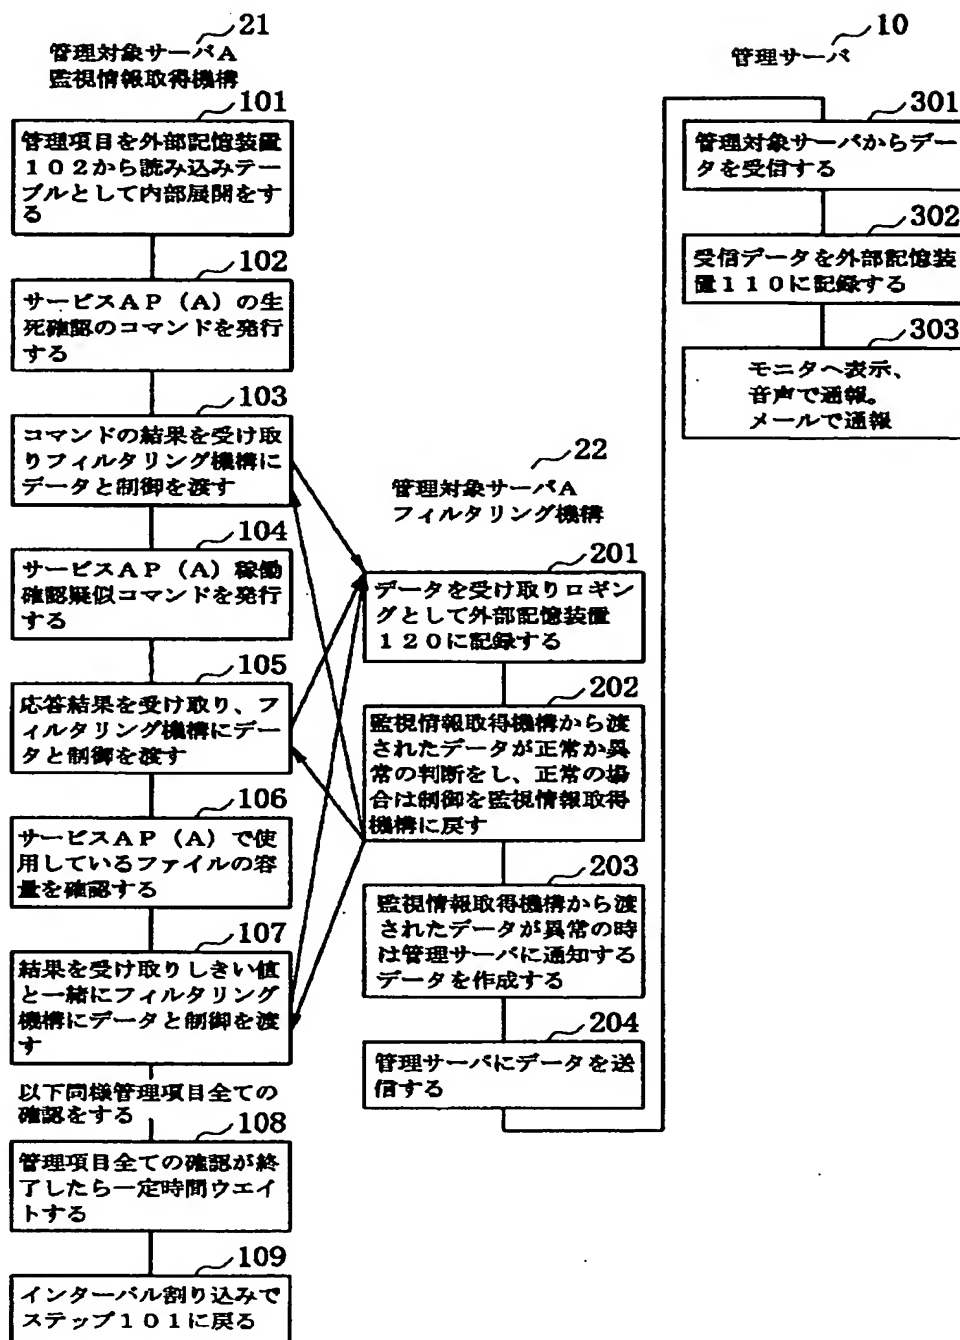 21
管理対象サーバA
監視情報取得機構
101
管理項目を外部記憶装置
102から読み込みテー
ブルとして内部展開をす
る
102
サービスAP(A)の生
死確認のコマンドを発行
する
103
コマンドの結果を受け取
りフィルタリング機構に
データと制御を渡す
104
サービスAP(A)稼働
確認疑似コマンドを発行
する
105
応答結果を受け取り、フ
ィルタリング機構にデー
タと制御を渡す
106
サービスAP(A)で使
用しているファイルの容
量を確認する
107
結果を受け取りしきい値
と一緒にフィルタリング
機構にデータと制御を渡
す
以下同様管理項目全ての
確認をする
108
管理項目全ての確認が終
了したら一定時間ウエイ
トする
109
インターバル割り込みで
ステップ101に戻る
22
管理対象サーバA
フィルタリング機構
201
データを受け取りロギン
グとして外部記憶装置
120に記録する
202
監視情報取得機構から渡
されたデータが正常か異
常の判断をし、正常の場
合は制御を監視情報取得
機構に戻す
203
監視情報取得機構から渡
されたデータが異常の時
は管理サーバに通知する
データを作成する
204
管理サーバにデータを送
信する
10
管理サーバ
301
管理対象サーバからデー
タを受信する
302
受信データを外部記憶装
置110に記録する
303
モニタへ表示、
音声で通報。
メールで通報